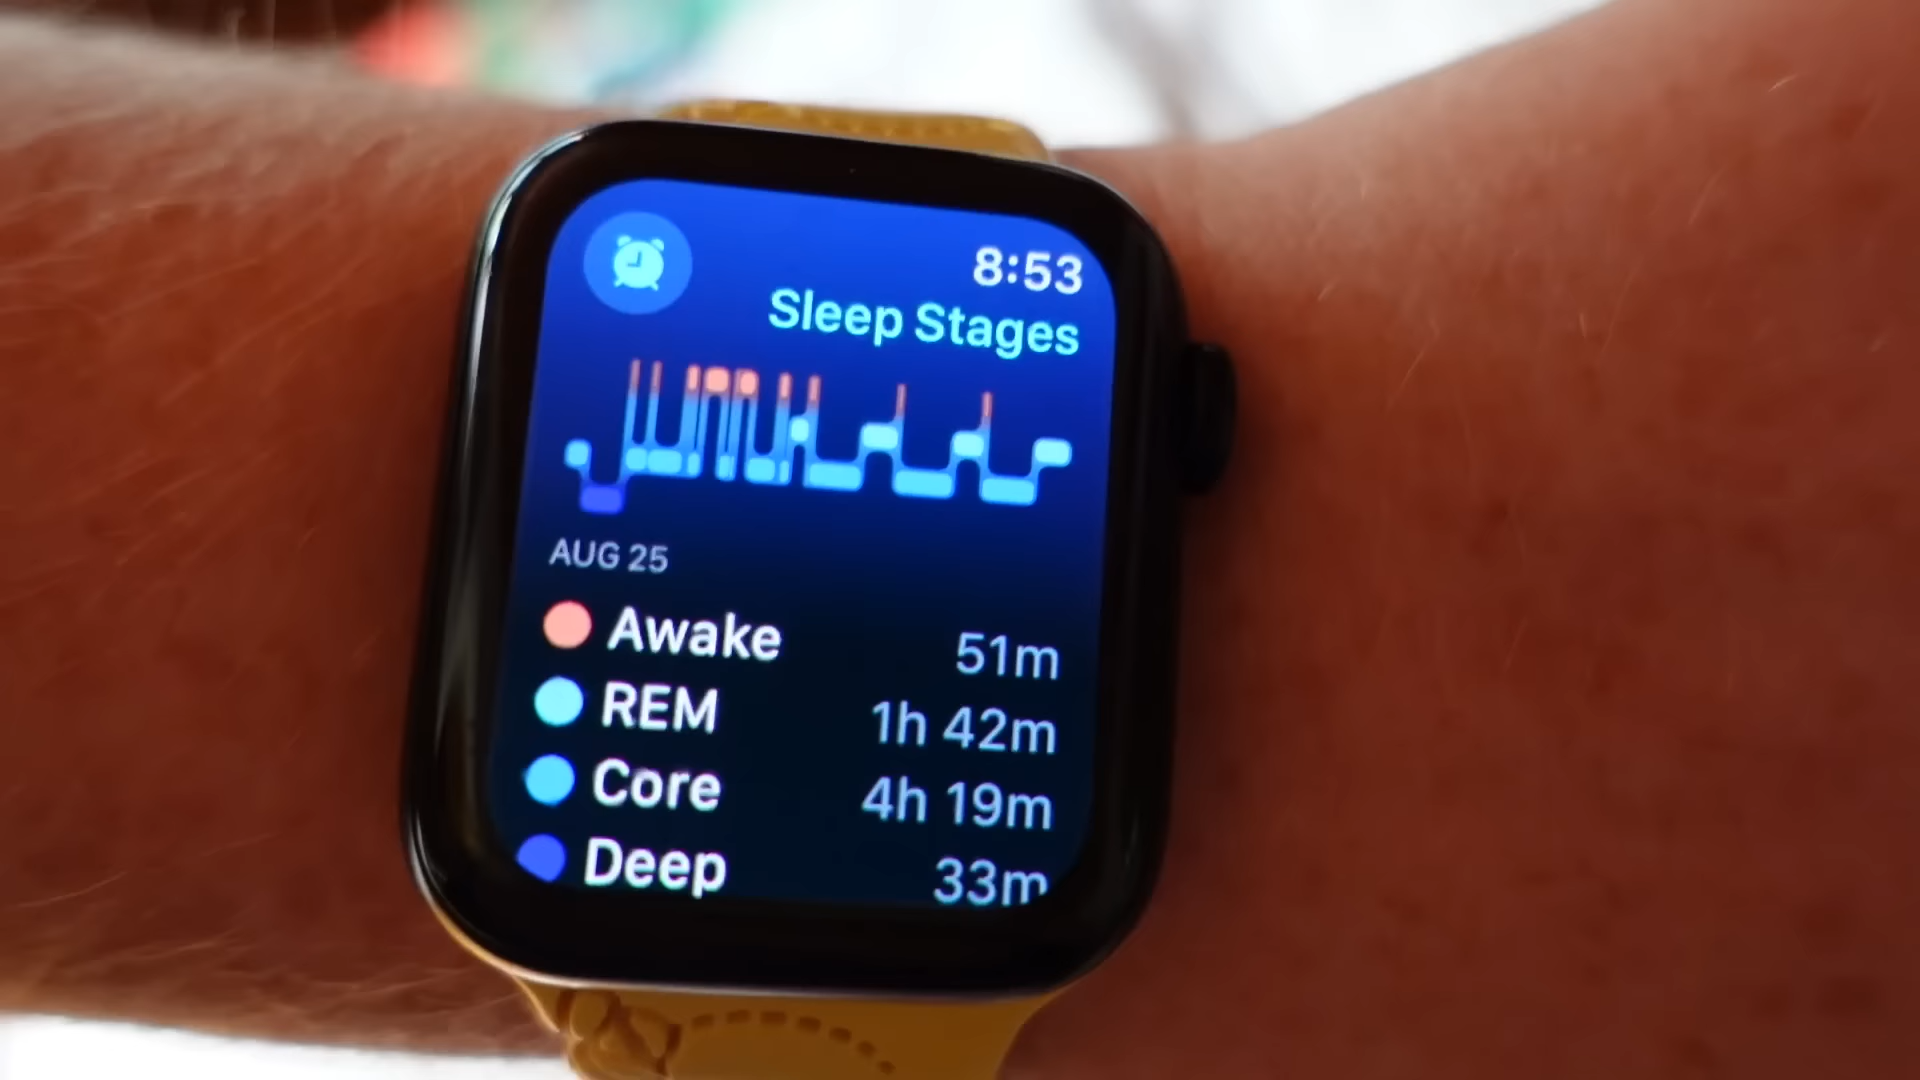 8:53
Sleep Stages
AUG 25
Awake 51m
REM 1h 42m
Core 4h 19m
Deep 33m